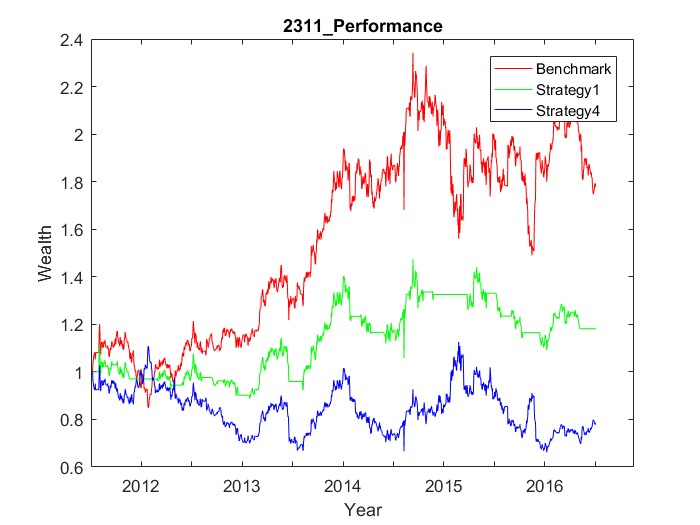 2311_Performance
2.4
2.2
2
1.8
1.6
1.4
1.2
1
0.8
0.6
Wealth
Benchmark
Strategy1
Strategy4
2012 2013 2014 2015 2016
Year